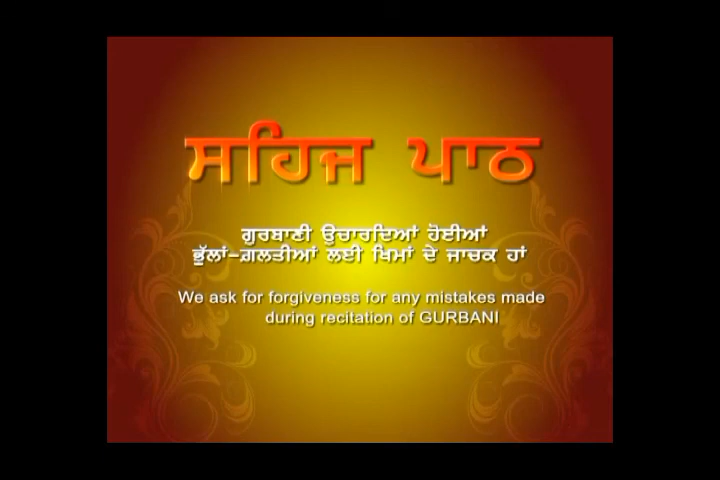 ਸਹਿਜ ਪਾਠ
ਗੁਰਬਾਣੀ ਉਚਾਰਦਿਆਂ ਹੋਈਆਂ
ਭੁੱਲਾਂ-ਗ਼ਲਤੀਆਂ ਲਈ ਖਿਮਾਂ ਦੇ ਜਾਚਕ ਹਾਂ
We ask for forgiveness for any mistakes made
during recitation of GURBANI